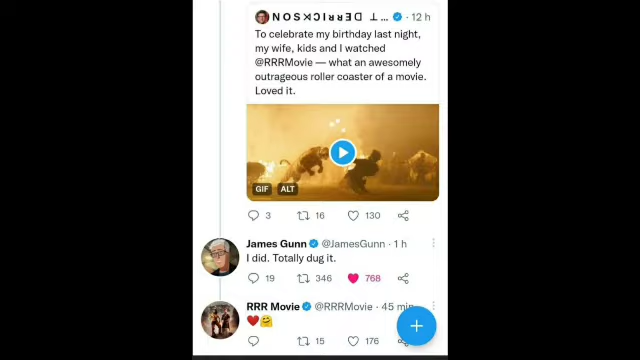 NOSꓘƆIЯЯƎᗡ ⊥ ... · 12 h
To celebrate my birthday last night,
my wife, kids and I watched
@RRRMovie — what an awesomely
outrageous roller coaster of a movie.
Loved it.
GIF ALT
3 16 130
James Gunn @JamesGunn · 1 h
I did. Totally dug it.
19 346 768
RRR Movie @RRRMovie · 45 min
❤️🤗
15 176